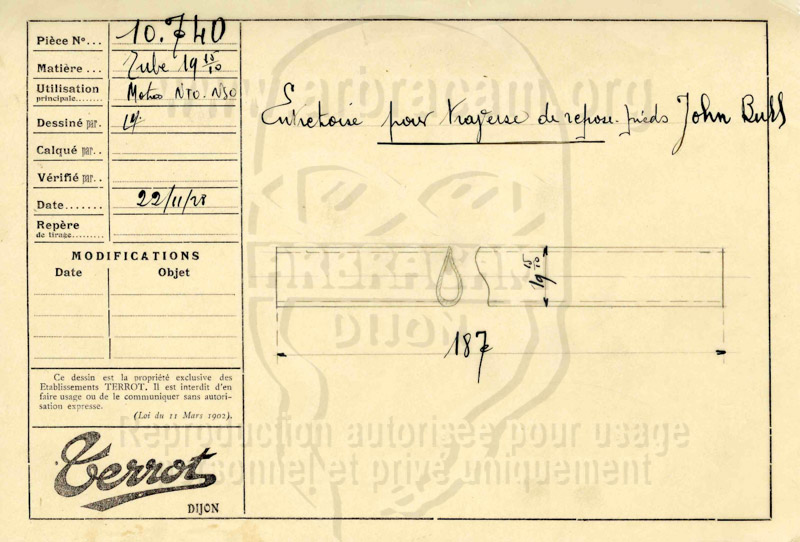 Pièce N°... 10.740
Matière... Tube 19 15/10
Utilisation principale........ Motos NTO. NSO
Dessiné par.
Calqué par..
Vérifié par..
Date....... 22/11/28
Repère de tirage.........
MODIFICATIONS
Date Objet
Ce dessin est la propriété exclusive des
Etablissements TERROT. Il est interdit d'en
faire usage ou de le communiquer sans autori-
sation expresse.
(Loi du 11 Mars 1902).
Terrot
DIJON
Entretoise pour traverse de repose-pieds John Bull
19 15/10
187
www.arbracam.org
ARBRACAM
DIJON
Reproduction autorisée pour usage
personnel et privé uniquement